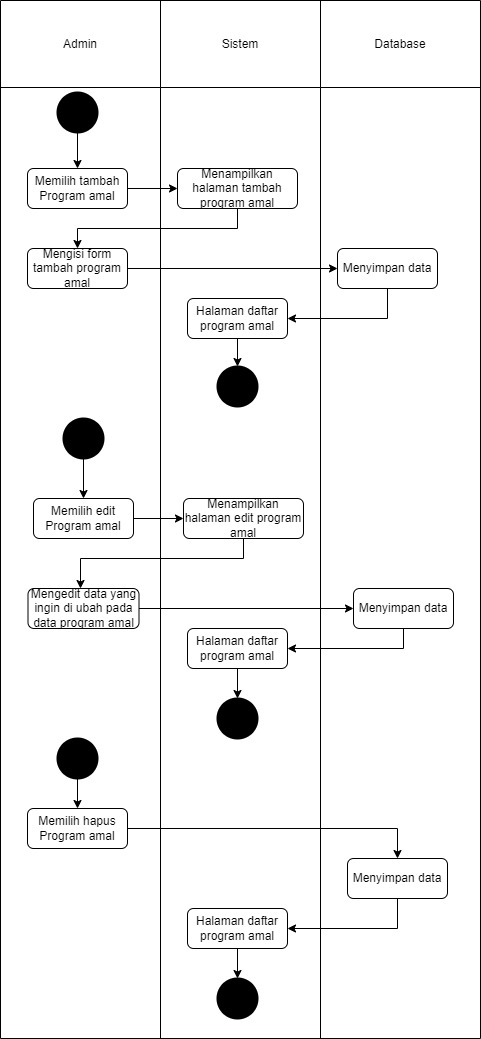 Admin
Sistem
Database
Memilih tambah
Program amal
Menampilkan
halaman tambah
program amal
Mengisi form
tambah program
amal
Menyimpan data
Halaman daftar
program amal
Memilih edit
Program amal
Menampilkan
halaman edit program
amal
Mengedit data yang
ingin di ubah pada
data program amal
Menyimpan data
Halaman daftar
program amal
Memilih hapus
Program amal
Menyimpan data
Halaman daftar
program amal